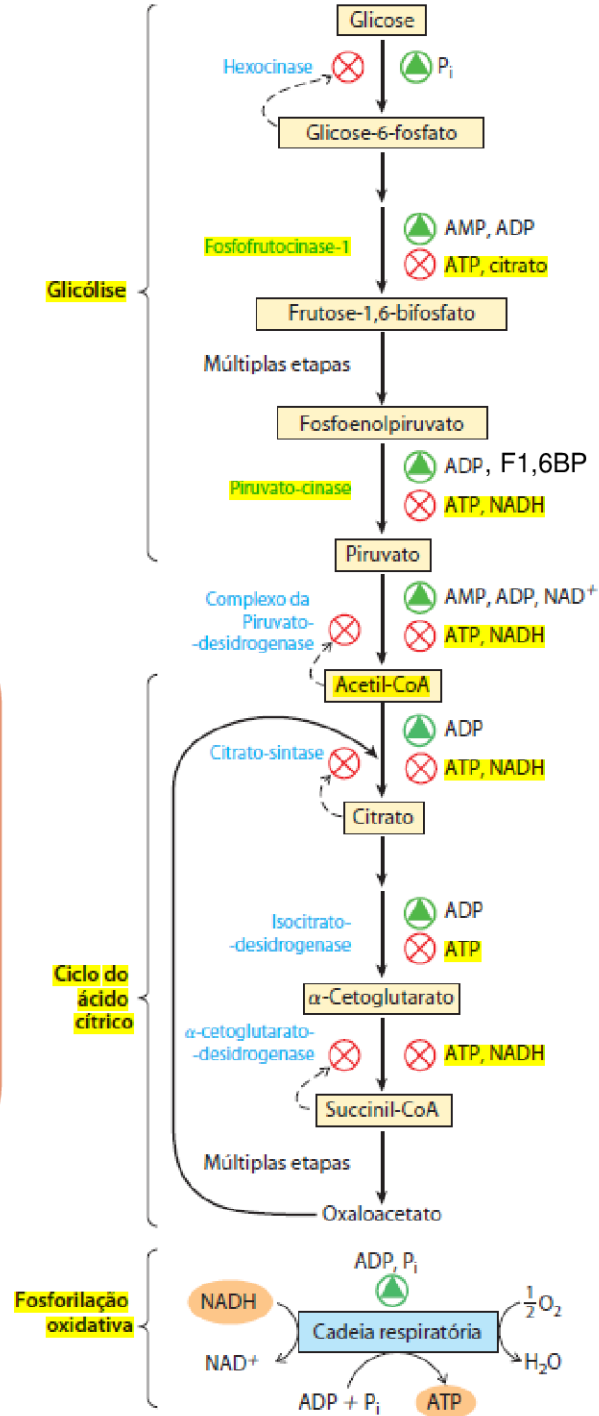 Glicose
Hexocinase
Pi
Glicose-6-fosfato
AMP, ADP
Fosfofrutocinase-1
ATP, citrato
Glicólise
Frutose-1,6-bifosfato
Múltiplas etapas
Fosfoenolpiruvato
ADP, F1,6BP
Piruvato-cinase
ATP, NADH
Piruvato
Complexo da
Piruvato-
-desidrogenase
AMP, ADP, NAD⁺
ATP, NADH
Acetil-CoA
ADP
Citrato-sintase
ATP, NADH
Citrato
ADP
Isocitrato-
-desidrogenase
ATP
Ciclo do
ácido
cítrico
α-Cetoglutarato
α-cetoglutarato-
-desidrogenase
ATP, NADH
Succinil-CoA
Múltiplas etapas
Oxaloacetato
ADP, Pi
Fosforilação
oxidativa
NADH
½O₂
Cadeia respiratória
NAD⁺
H₂O
ADP + Pi
ATP